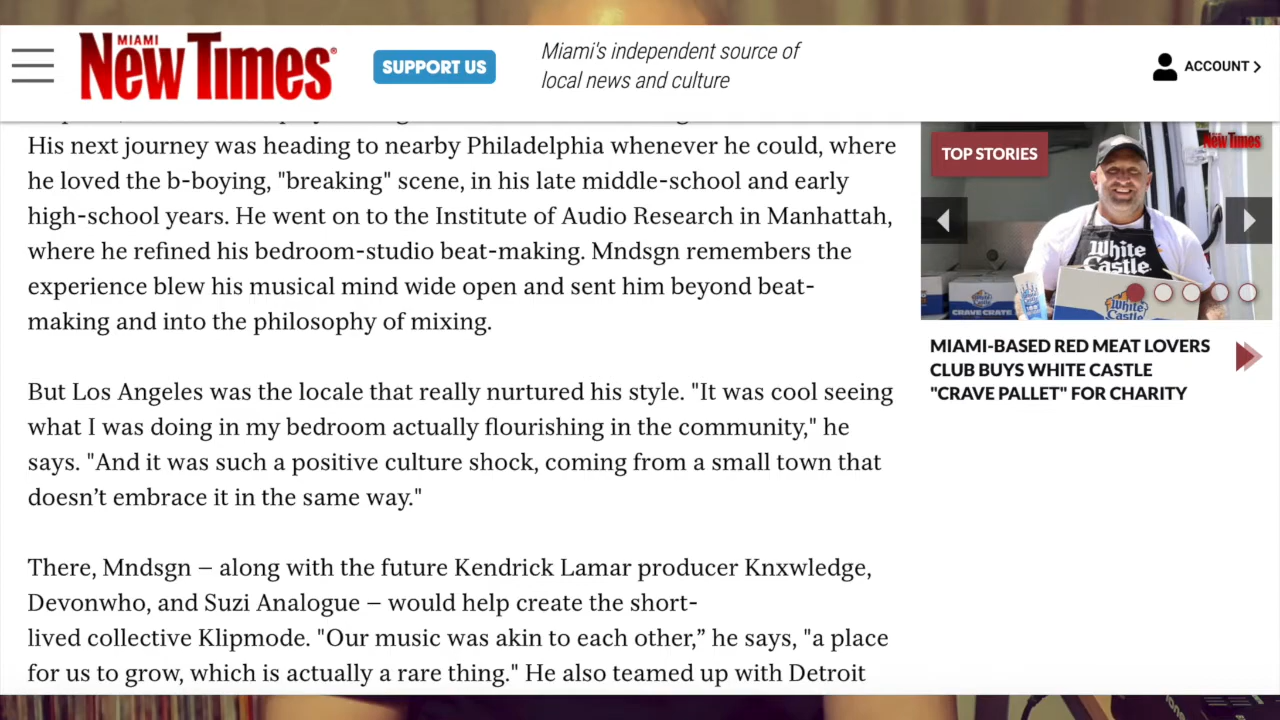 MIAMI
New Times
SUPPORT US
Miami's independent source of
local news and culture
ACCOUNT
His next journey was heading to nearby Philadelphia whenever he could, where
he loved the b-boying, "breaking" scene, in his late middle-school and early
high-school years. He went on to the Institute of Audio Research in Manhattah,
where he refined his bedroom-studio beat-making. Mndsgn remembers the
experience blew his musical mind wide open and sent him beyond beat-
making and into the philosophy of mixing.
But Los Angeles was the locale that really nurtured his style. "It was cool seeing
what I was doing in my bedroom actually flourishing in the community," he
says. "And it was such a positive culture shock, coming from a small town that
doesn’t embrace it in the same way."
There, Mndsgn – along with the future Kendrick Lamar producer Knxwledge,
Devonwho, and Suzi Analogue – would help create the short-
lived collective Klipmode. "Our music was akin to each other,” he says, "a place
for us to grow, which is actually a rare thing." He also teamed up with Detroit
TOP STORIES
New Times
White
Castle
White
Castle
CRAVE CRATE
MIAMI-BASED RED MEAT LOVERS
CLUB BUYS WHITE CASTLE
"CRAVE PALLET" FOR CHARITY